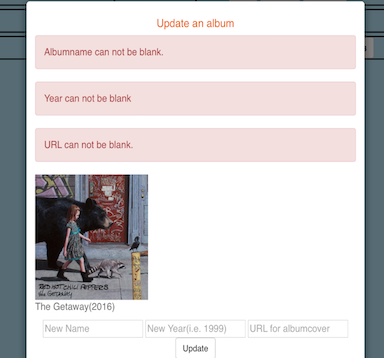 Update an album
Albumname can not be blank.
Year can not be blank
URL can not be blank.
RED HOT CHILI PEPPERS
the GETAWAY
The Getaway(2016)
New Name
New Year(i.e. 1999)
URL for albumcover
Update